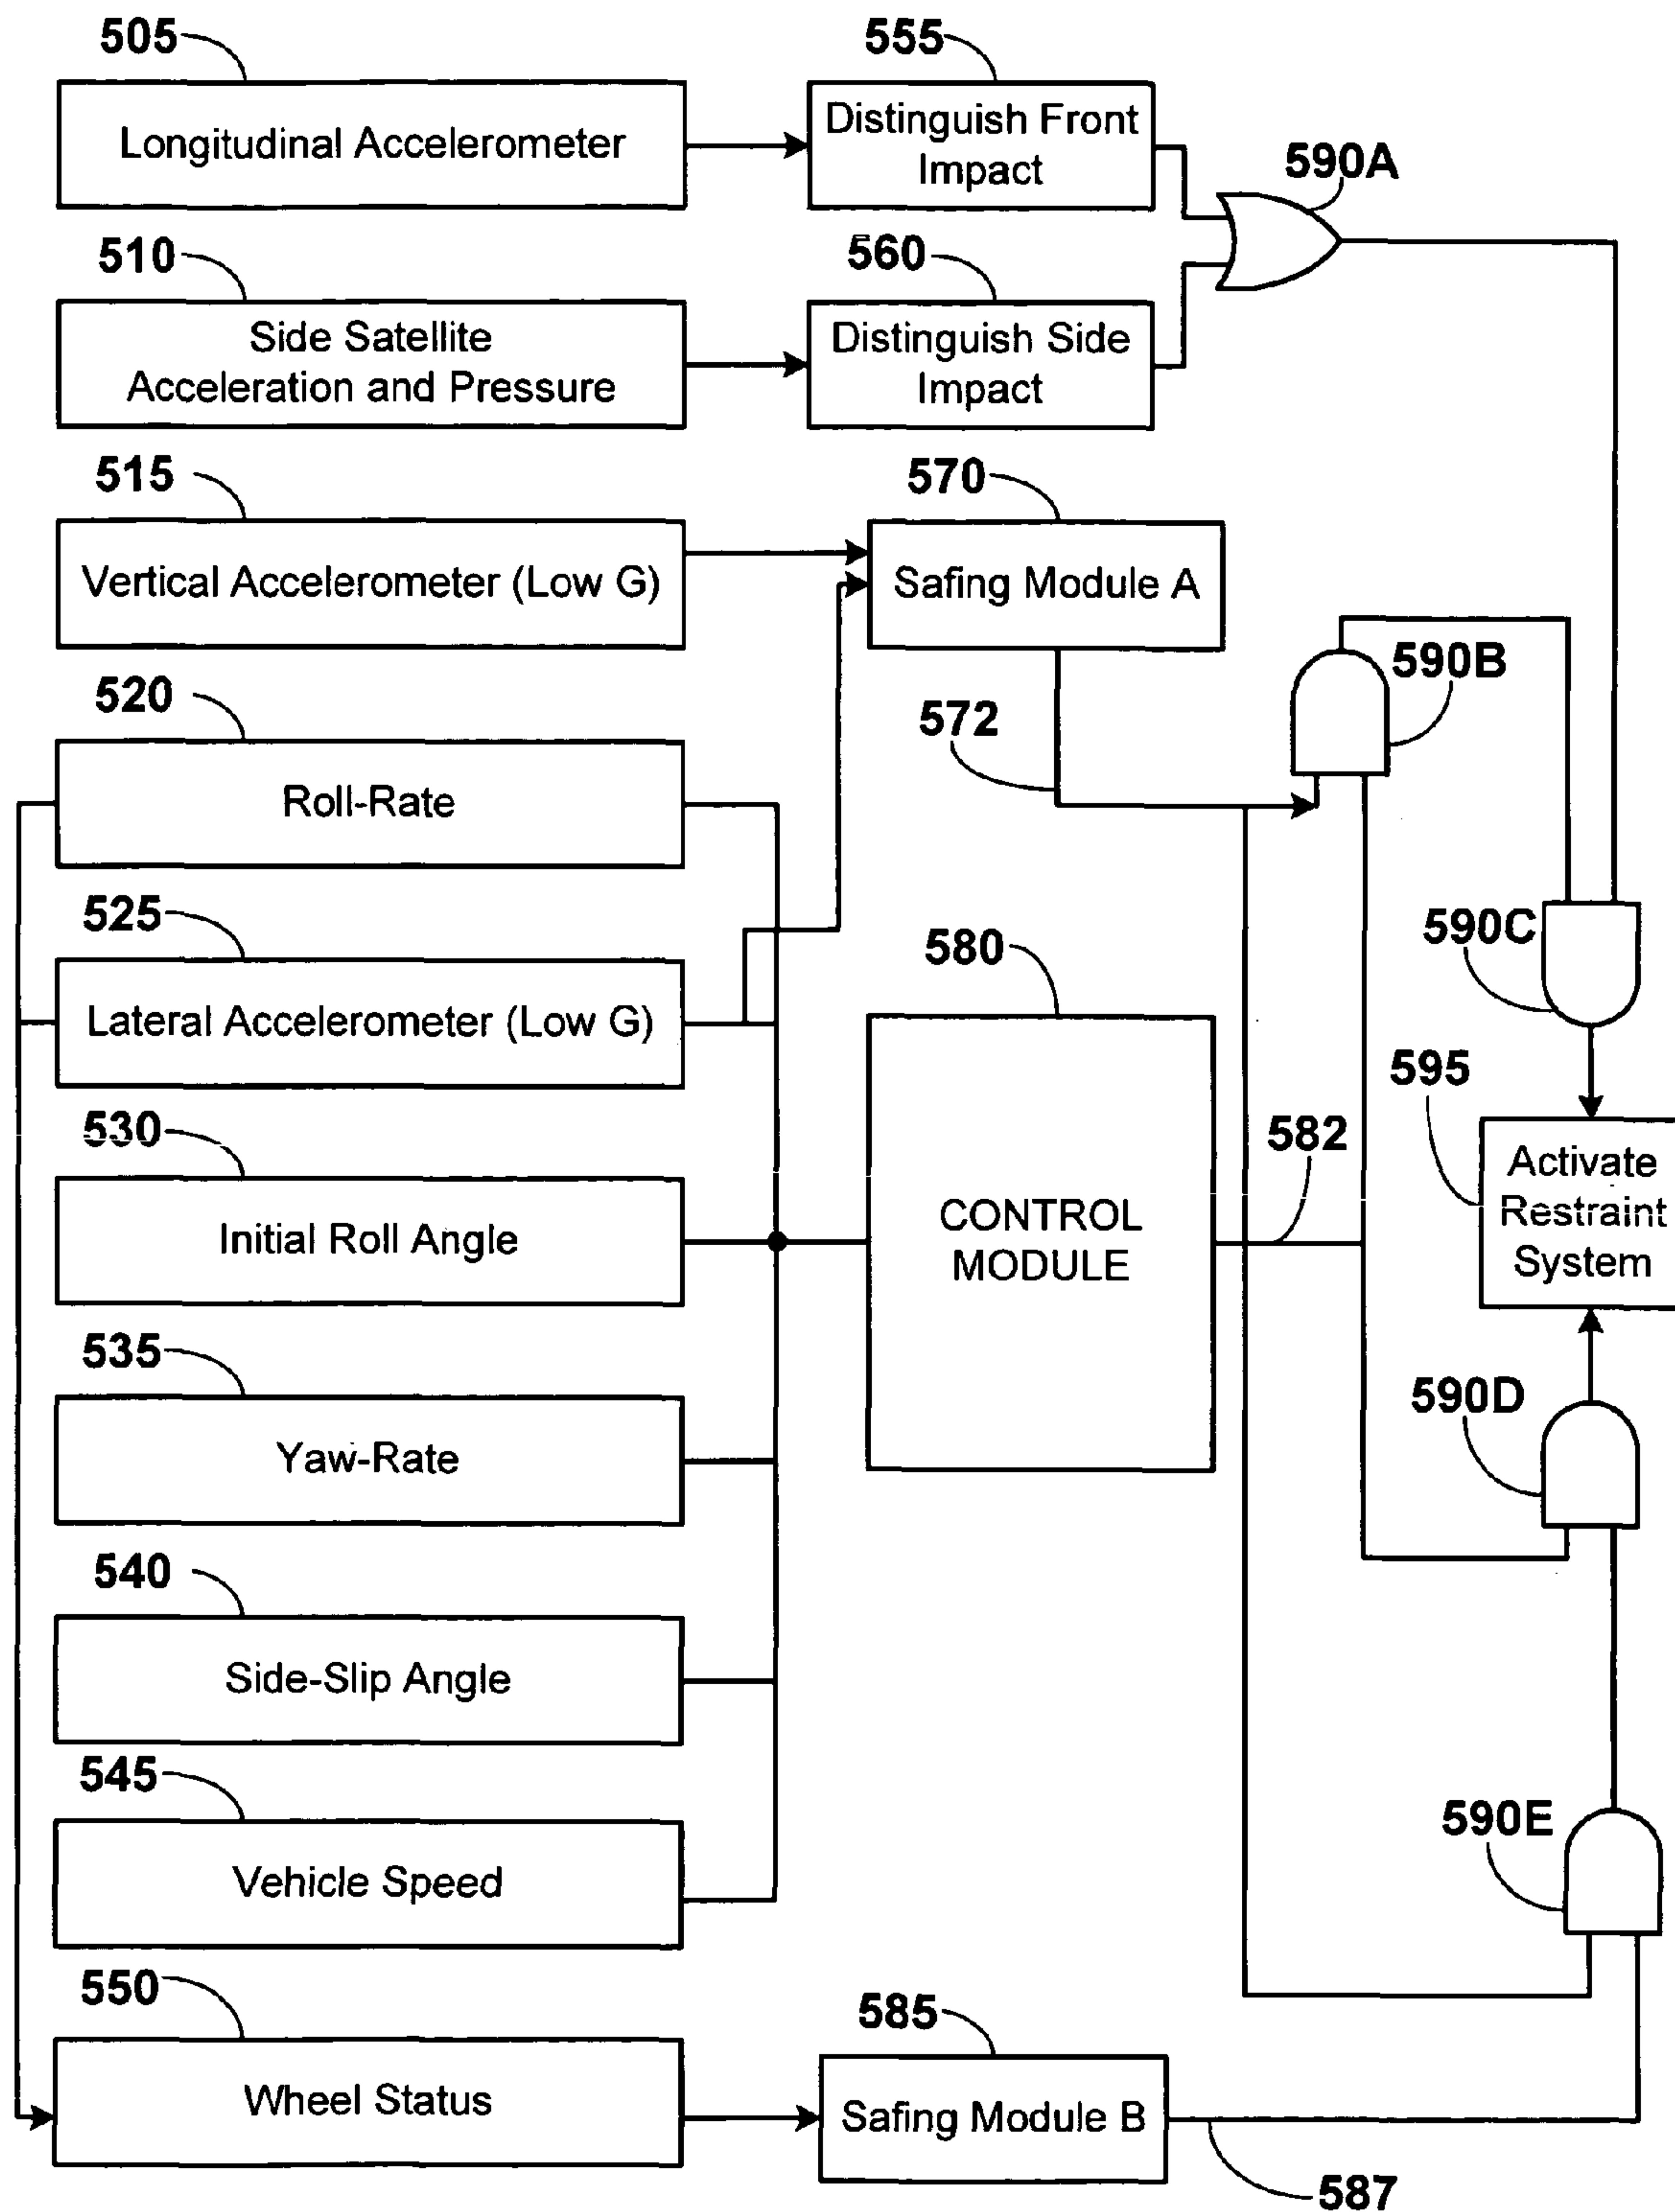 505
555
Longitudinal Accelerometer
Distinguish Front
Impact
590A
510
560
Side Satellite
Acceleration and Pressure
Distinguish Side
Impact
515
570
Vertical Accelerometer (Low G)
Safing Module A
590B
520
572
Roll-Rate
525
580
590C
Lateral Accelerometer (Low G)
595
530
582
Initial Roll Angle
CONTROL
MODULE
Activate
Restraint
System
535
590D
Yaw-Rate
540
Side-Slip Angle
545
590E
Vehicle Speed
550
585
Wheel Status
Safing Module B
587